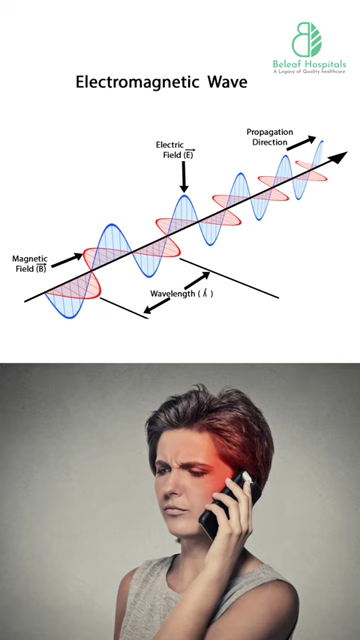 Beleaf Hospitals
A Legacy of Quality healthcare
Electromagnetic Wave
Electric
Field (E)
Propagation
Direction
Magnetic
Field (B)
Wavelength ( λ )